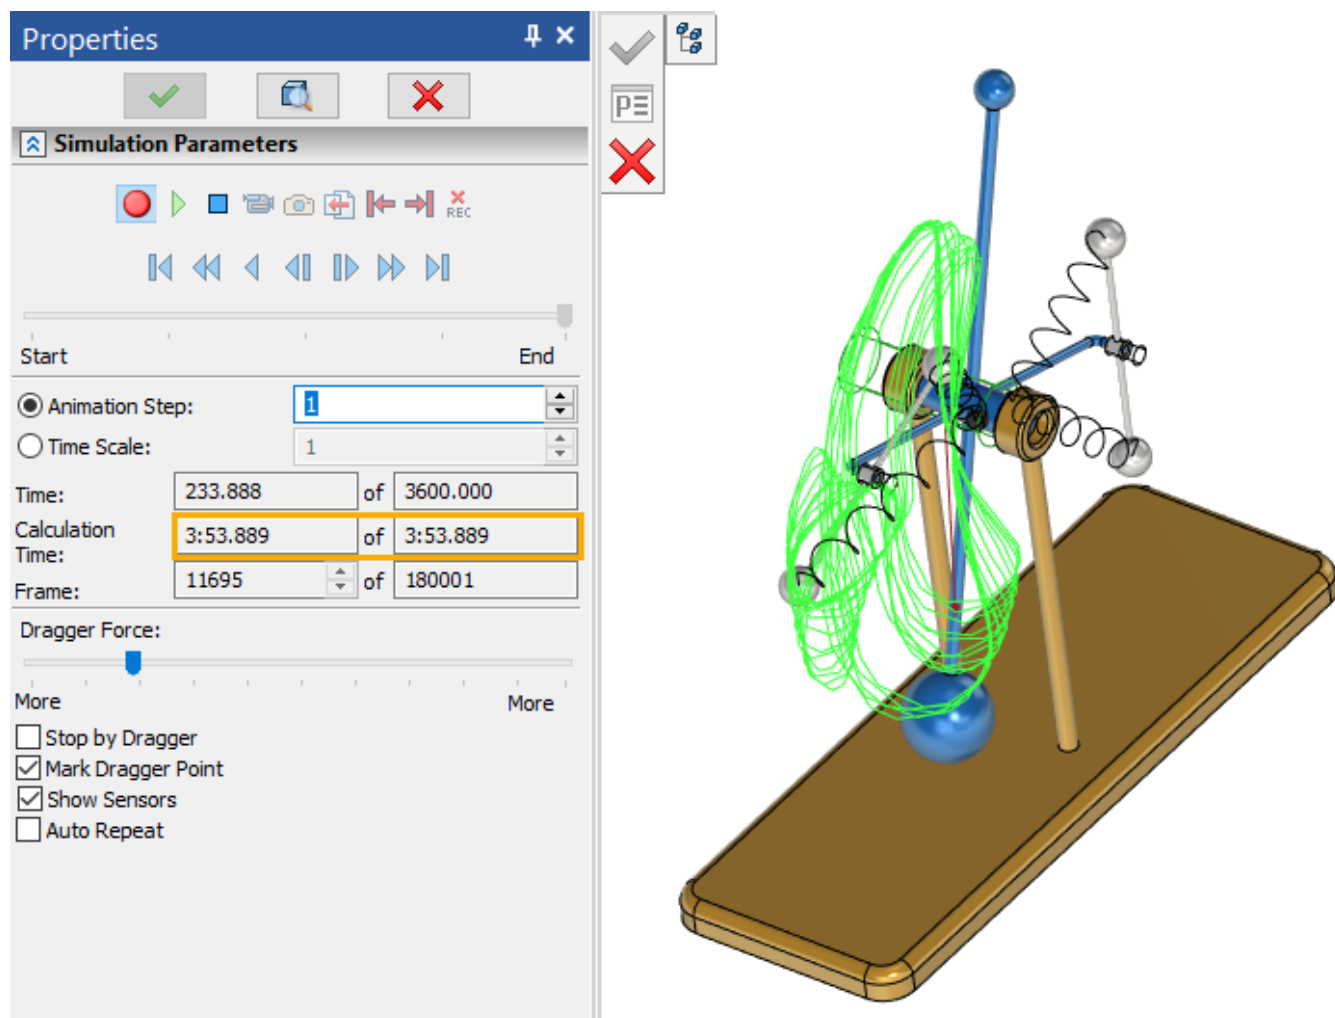 Properties
P
Simulation Parameters
REC
Start End
Animation Step: 1
Time Scale: 1
Time: 233.888 of 3600.000
Calculation
Time: 3:53.889 of 3:53.889
Frame: 11695 of 180001
Dragger Force:
More More
Stop by Dragger
Mark Dragger Point
Show Sensors
Auto Repeat